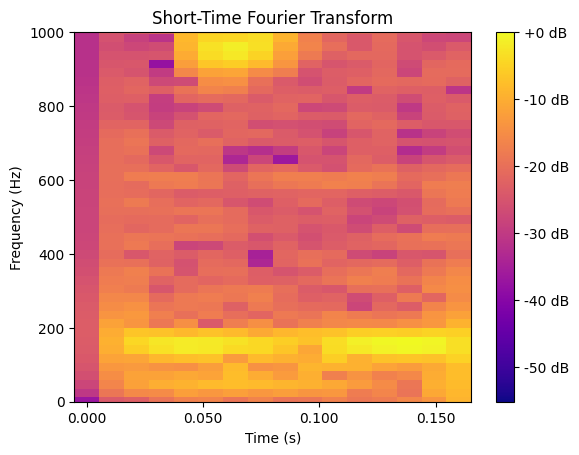 Short-Time Fourier Transform
1000
800
600
400
200
0
Frequency (Hz)
0.000
0.050
0.100
0.150
Time (s)
+0 dB
-10 dB
-20 dB
-30 dB
-40 dB
-50 dB